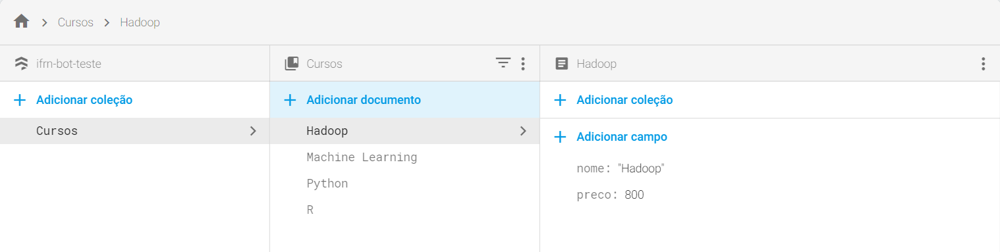 Cursos > Hadoop
ifrn-bot-teste
Adicionar coleção
Cursos
Cursos
Adicionar documento
Hadoop
Machine Learning
Python
R
Hadoop
Adicionar coleção
Adicionar campo
nome: "Hadoop"
preco: 800